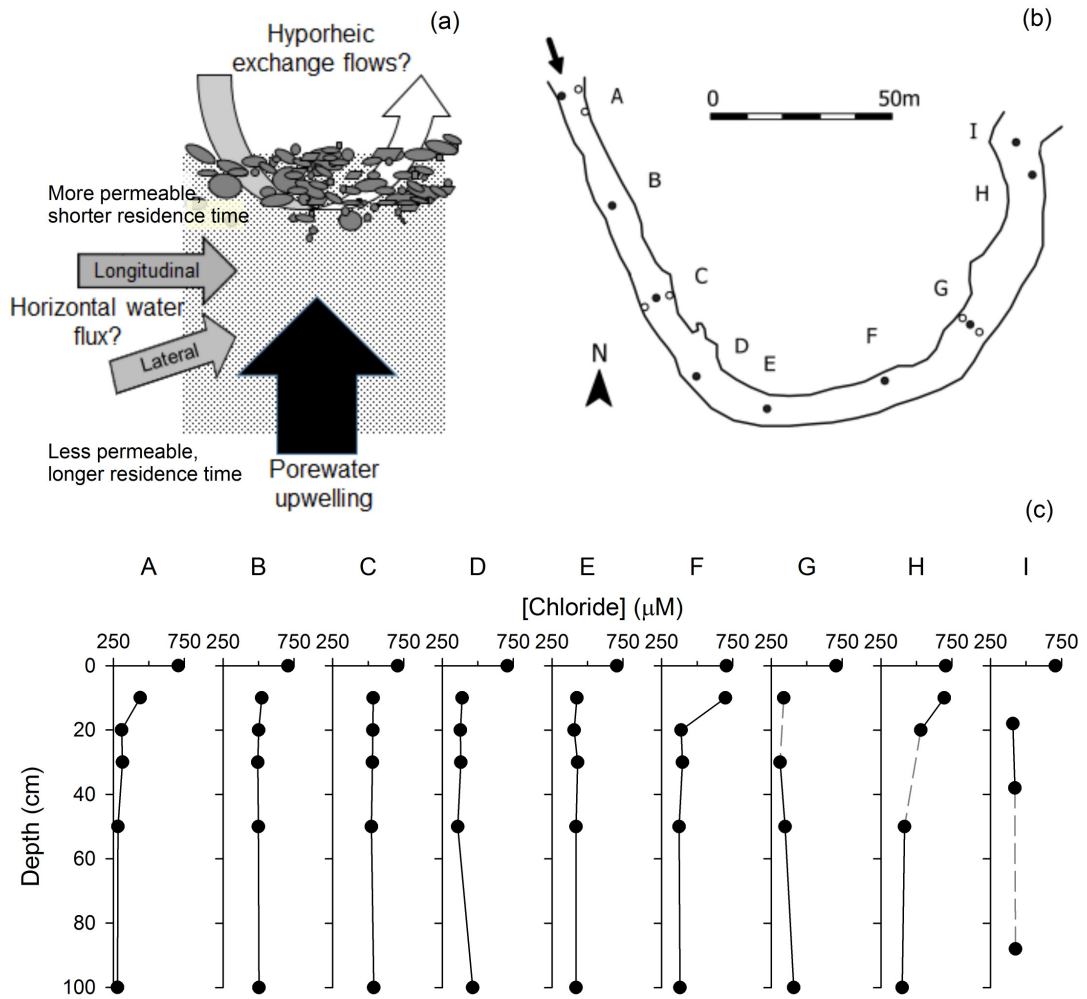 (a)
Hyporheic
exchange flows?
More permeable,
shorter residence time
Longitudinal
Horizontal water
flux?
Lateral
Less permeable,
longer residence time
Porewater
upwelling
(b)
0 50m
A
B
C
D
E
F
G
H
I
N
(c)
A B C D E F G H I
[Chloride] (μM)
250 750 250 750 250 750 250 750 250 750 250 750 250 750 250 750 250 750
Depth (cm)
0
20
40
60
80
100